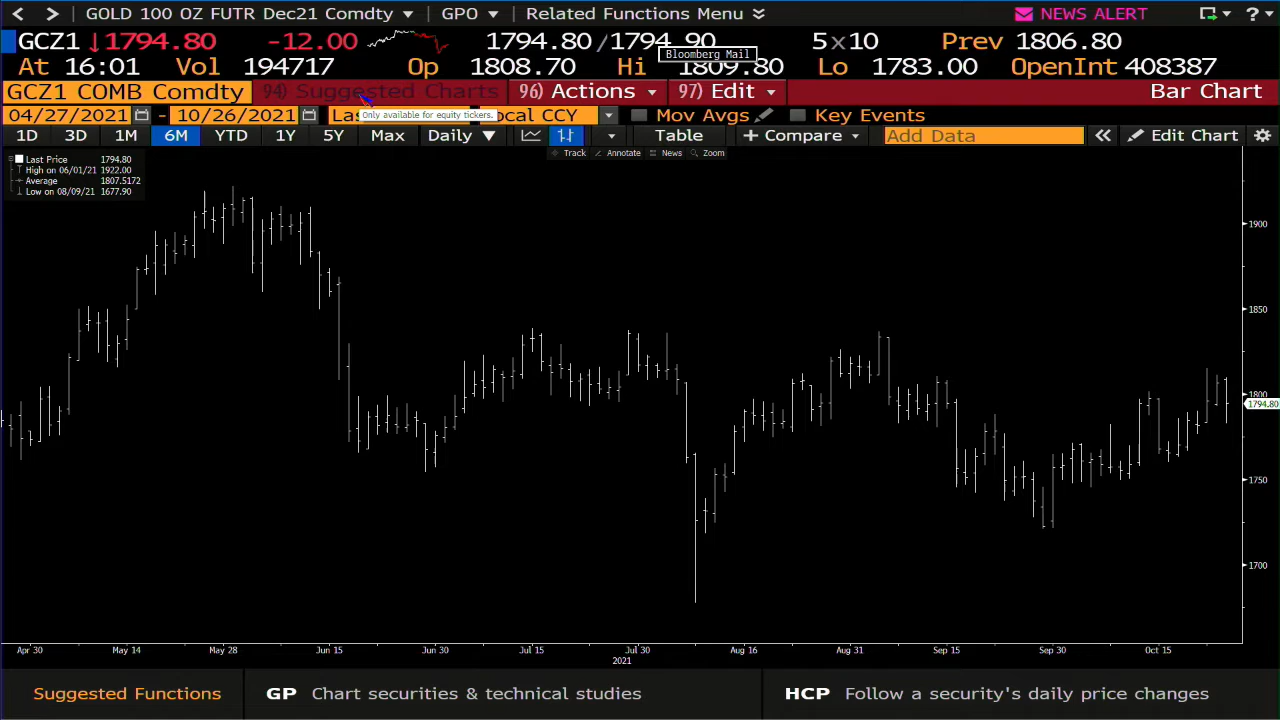 < > GOLD 100 OZ FUTR Dec21 Comdty GPO Related Functions Menu NEWS ALERT ?
GCZ1 ↓1794.80 -12.00 1794.80/1794.90 5x10 Prev 1806.80
Bloomberg Mail
At 16:01 Vol 194717 Op 1808.70 Hi 1809.80 Lo 1783.00 OpenInt 408387
GCZ1 COMB Comdty 94) Suggested Charts 96) Actions 97) Edit Bar Chart
04/27/2021 - 10/26/2021 Las ocal CCY Mov Avgs Key Events
Only available for equity tickers.
1D 3D 1M 6M YTD 1Y 5Y Max Daily ▼ Table + Compare Add Data « Edit Chart
Track Annotate News Zoom
Last Price 1794.80
High on 06/01/21 1922.00
Average 1807.5172
Low on 08/09/21 1677.90
1900
1850
1800
1794.80
1750
1700
Apr 30 May 14 May 28 Jun 15 Jun 30 Jul 15 Jul 30 Aug 16 Aug 31 Sep 15 Sep 30 Oct 15
2021
Suggested Functions GP Chart securities & technical studies HCP Follow a security's daily price changes